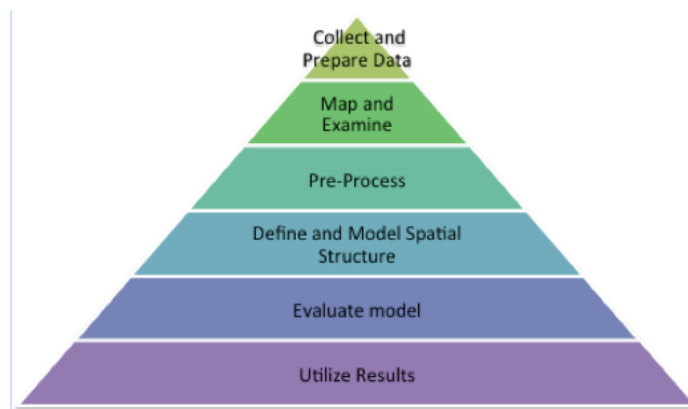 Collect and
Prepare Data
Map and
Examine
Pre-Process
Define and Model Spatial
Structure
Evaluate model
Utilize Results